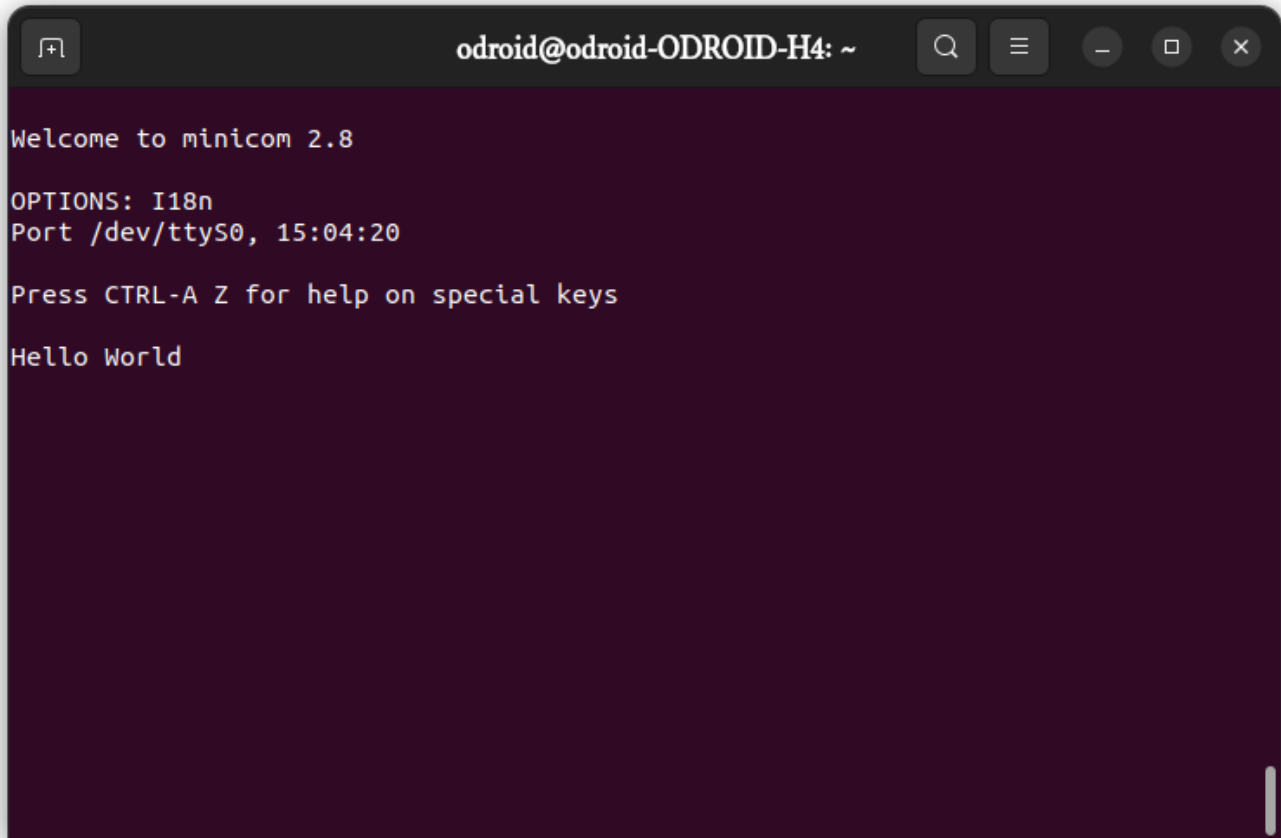 odroid@odroid-ODROID-H4: ~
Welcome to minicom 2.8
OPTIONS: I18n
Port /dev/ttyS0, 15:04:20
Press CTRL-A Z for help on special keys
Hello World